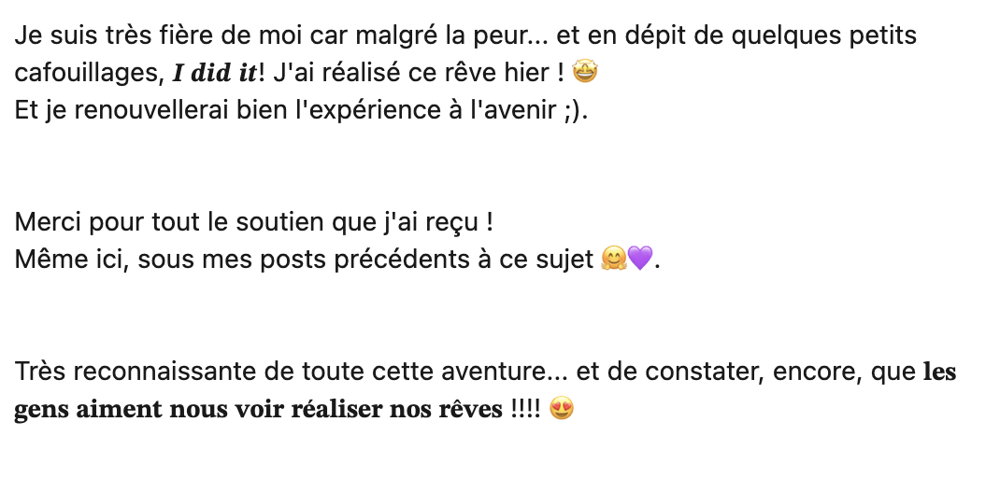 Je suis très fière de moi car malgré la peur... et en dépit de quelques petits
cafouillages, I did it! J'ai réalisé ce rêve hier ! 🤩
Et je renouvellerai bien l'expérience à l'avenir ;).
Merci pour tout le soutien que j'ai reçu !
Même ici, sous mes posts précédents à ce sujet 🤗💜.
Très reconnaissante de toute cette aventure... et de constater, encore, que les
gens aiment nous voir réaliser nos rêves !!!! 😍